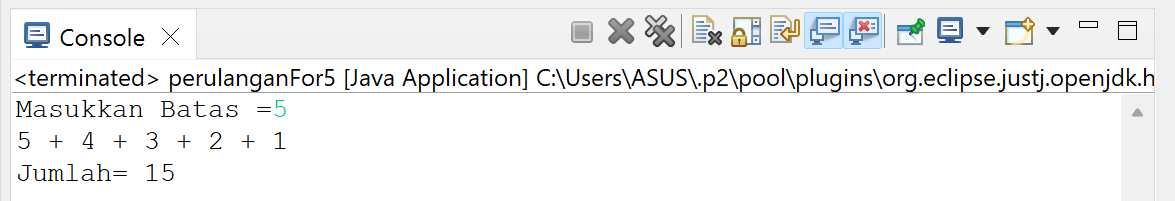 Console
<terminated> perulanganFor5 [Java Application] C:\Users\ASUS\.p2\pool\plugins\org.eclipse.justj.openjdk.h
Masukkan Batas =5
5 + 4 + 3 + 2 + 1
Jumlah= 15